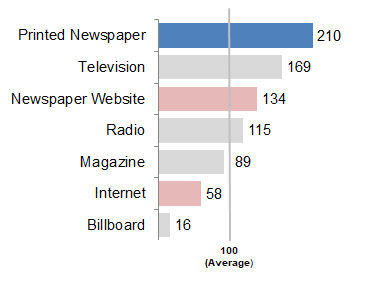 Printed Newspaper 210
Television 169
Newspaper Website 134
Radio 115
Magazine 89
Internet 58
Billboard 16
100
(Average)